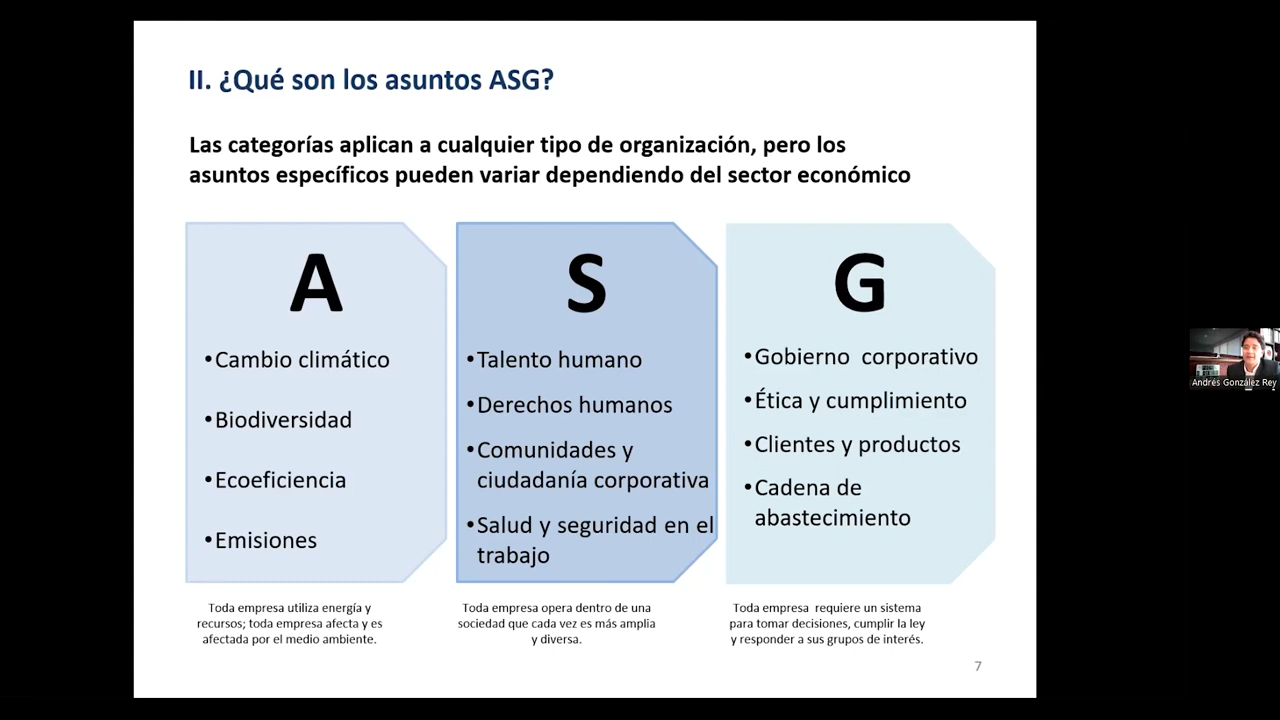 II. ¿Qué son los asuntos ASG?
Las categorías aplican a cualquier tipo de organización, pero los
asuntos específicos pueden variar dependiendo del sector económico
A
•Cambio climático
•Biodiversidad
•Ecoeficiencia
•Emisiones
Toda empresa utiliza energía y
recursos; toda empresa afecta y es
afectada por el medio ambiente.
S
•Talento humano
•Derechos humanos
•Comunidades y
ciudadanía corporativa
•Salud y seguridad en el
trabajo
Toda empresa opera dentro de una
sociedad que cada vez es más amplia
y diversa.
G
•Gobierno corporativo
•Ética y cumplimiento
•Clientes y productos
•Cadena de
abastecimiento
Toda empresa requiere un sistema
para tomar decisiones, cumplir la ley
y responder a sus grupos de interés.
7
Andrés González Rey